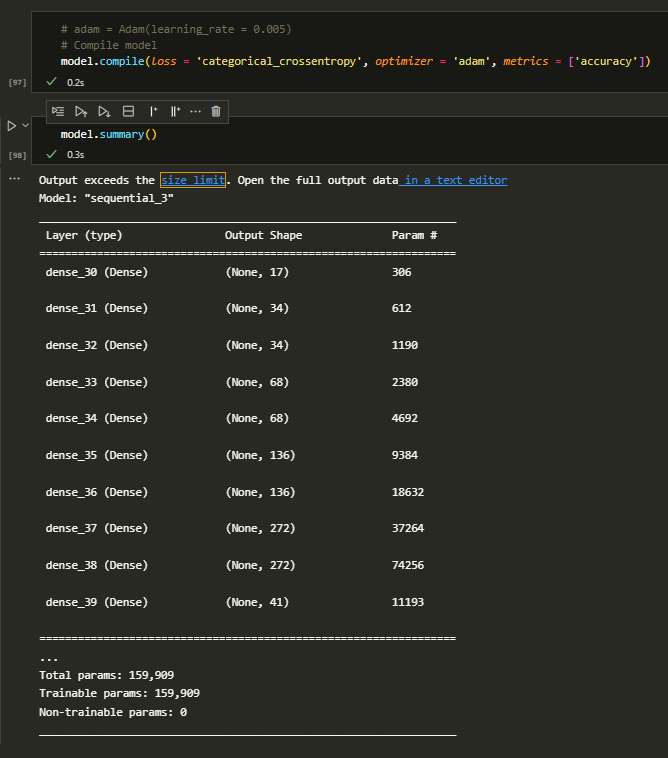 # adam = Adam(learning_rate = 0.005)
# Compile model
model.compile(loss = 'categorical_crossentropy', optimizer = 'adam', metrics = ['accuracy'])
[97] 0.2s
model.summary()
[98] 0.3s
Output exceeds the size limit. Open the full output data in a text editor
Model: "sequential_3"
Layer (type) Output Shape Param #
=================================================================
dense_30 (Dense) (None, 17) 306
dense_31 (Dense) (None, 34) 612
dense_32 (Dense) (None, 34) 1190
dense_33 (Dense) (None, 68) 2380
dense_34 (Dense) (None, 68) 4692
dense_35 (Dense) (None, 136) 9384
dense_36 (Dense) (None, 136) 18632
dense_37 (Dense) (None, 272) 37264
dense_38 (Dense) (None, 272) 74256
dense_39 (Dense) (None, 41) 11193
=================================================================
...
Total params: 159,909
Trainable params: 159,909
Non-trainable params: 0